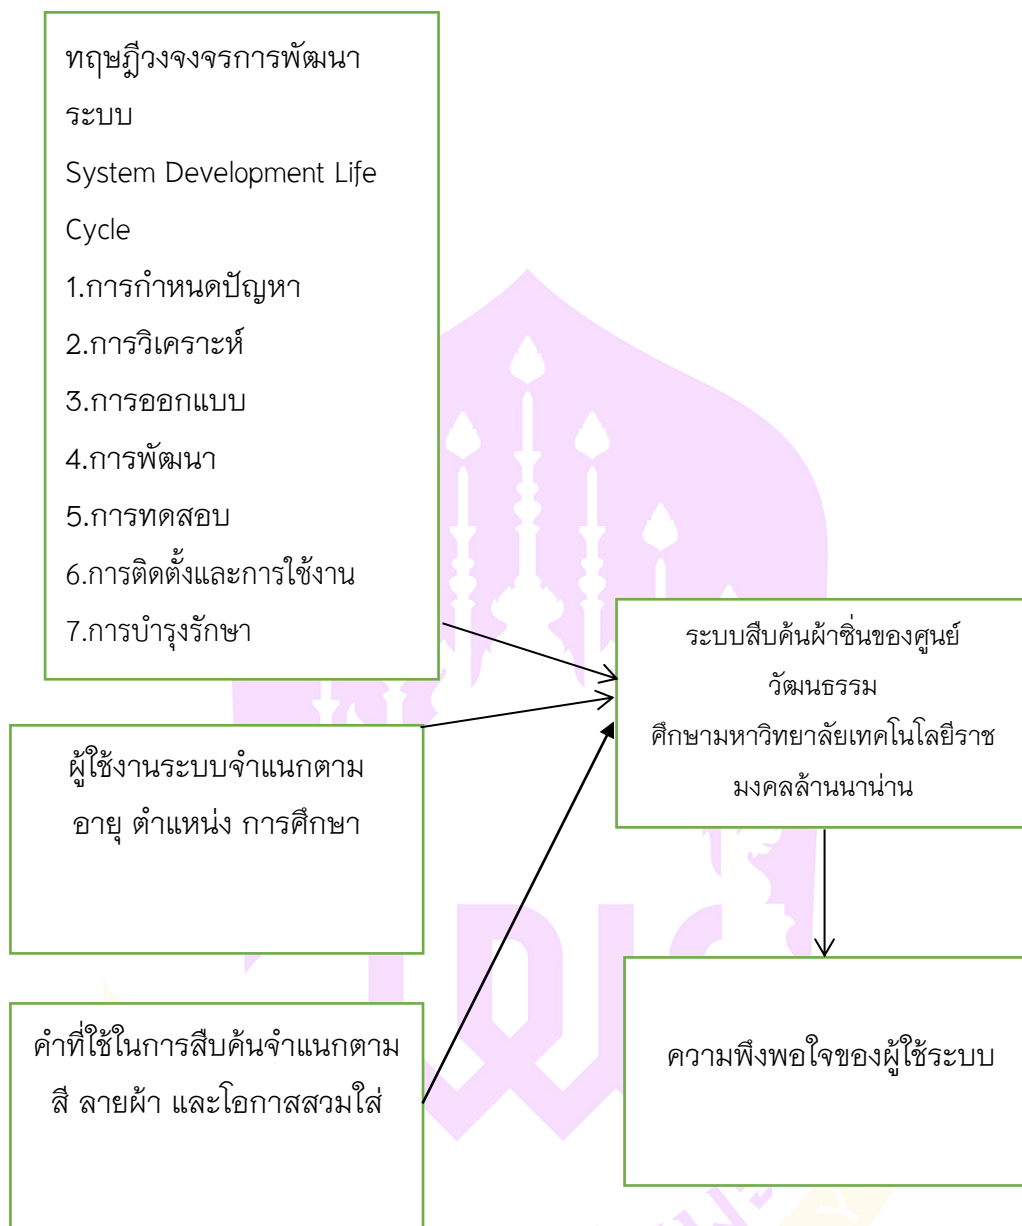 ทฤษฎีวงจงจรการพัฒนา
ระบบ
System Development Life
Cycle
1.การกำหนดปัญหา
2.การวิเคราะห์
3.การออกแบบ
4.การพัฒนา
5.การทดสอบ
6.การติดตั้งและการใช้งาน
7.การบำรุงรักษา
ผู้ใช้งานระบบจำแนกตาม
อายุ ตำแหน่ง การศึกษา
คำที่ใช้ในการสืบค้นจำแนกตาม
สี ลายผ้า และโอกาสสวมใส่
ระบบสืบค้นผ้าซิ่นของศูนย์
วัฒนธรรม
ศึกษามหาวิทยาลัยเทคโนโลยีราช
มงคลล้านนาน่าน
ความพึงพอใจของผู้ใช้ระบบ